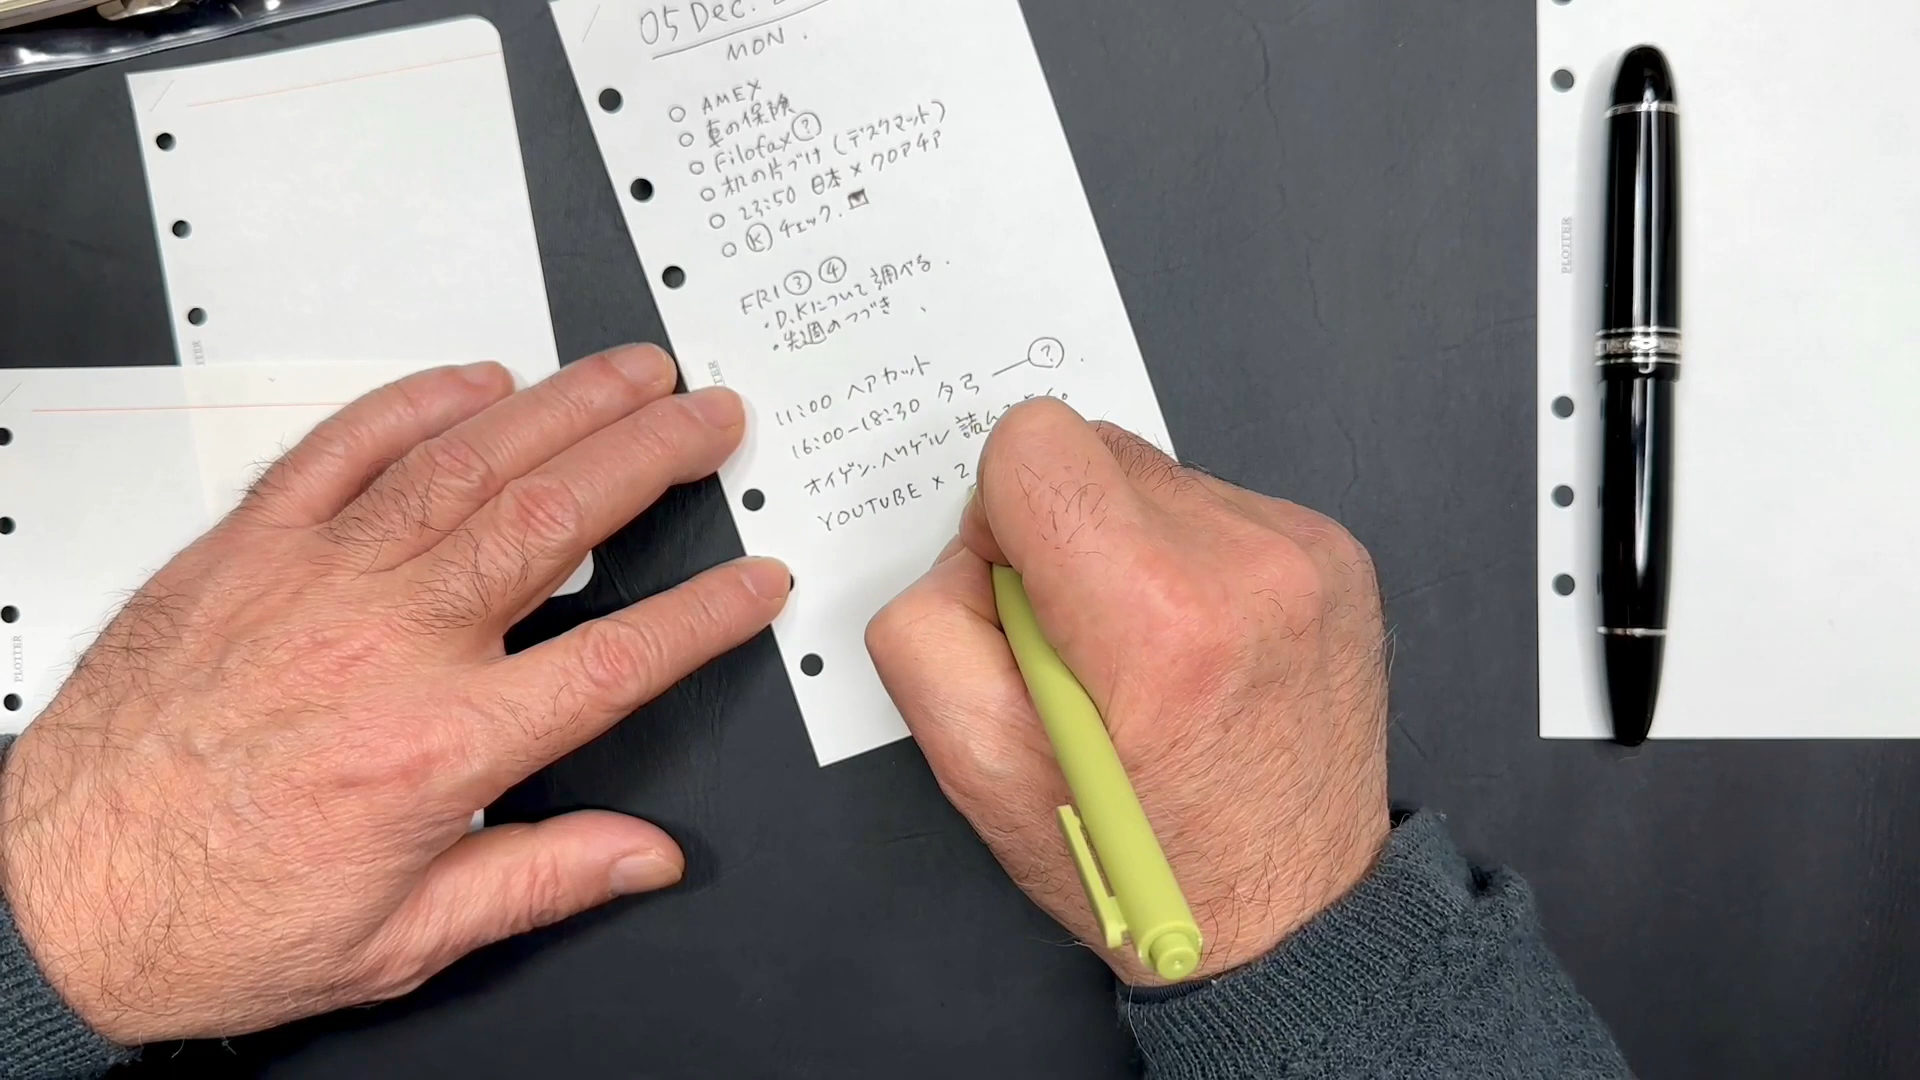 05 Dec.
MON.
○ AMEX
○ 車の保険
○ Filofax ?
○ 机の片づけ (デスクマット)
○ 23:50 日本 × クロアチア
○ Ⓚ チェック.
FRI ③ ④
・D.Kについて調べる.
・先週のつづき
11:00 ヘアカット
16:00-18:30 夕弓 — ?
オイゲン.ヘリゲル 読んで
YOUTUBE × 2
PLOTTER
PLOTTER